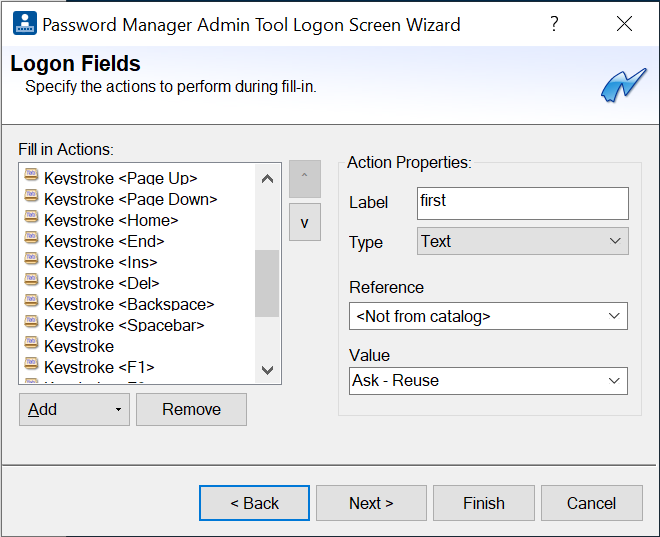 Password Manager Admin Tool Logon Screen Wizard
?
Logon Fields
Specify the actions to perform during fill-in.
Fill in Actions:
Keystroke <Page Up>
Keystroke <Page Down>
Keystroke <Home>
Keystroke <End>
Keystroke <Ins>
Keystroke <Del>
Keystroke <Backspace>
Keystroke <Spacebar>
Keystroke
Keystroke <F1>
^
v
Add
Remove
Action Properties:
Label
first
Type
Text
Reference
<Not from catalog>
Value
Ask - Reuse
< Back
Next >
Finish
Cancel